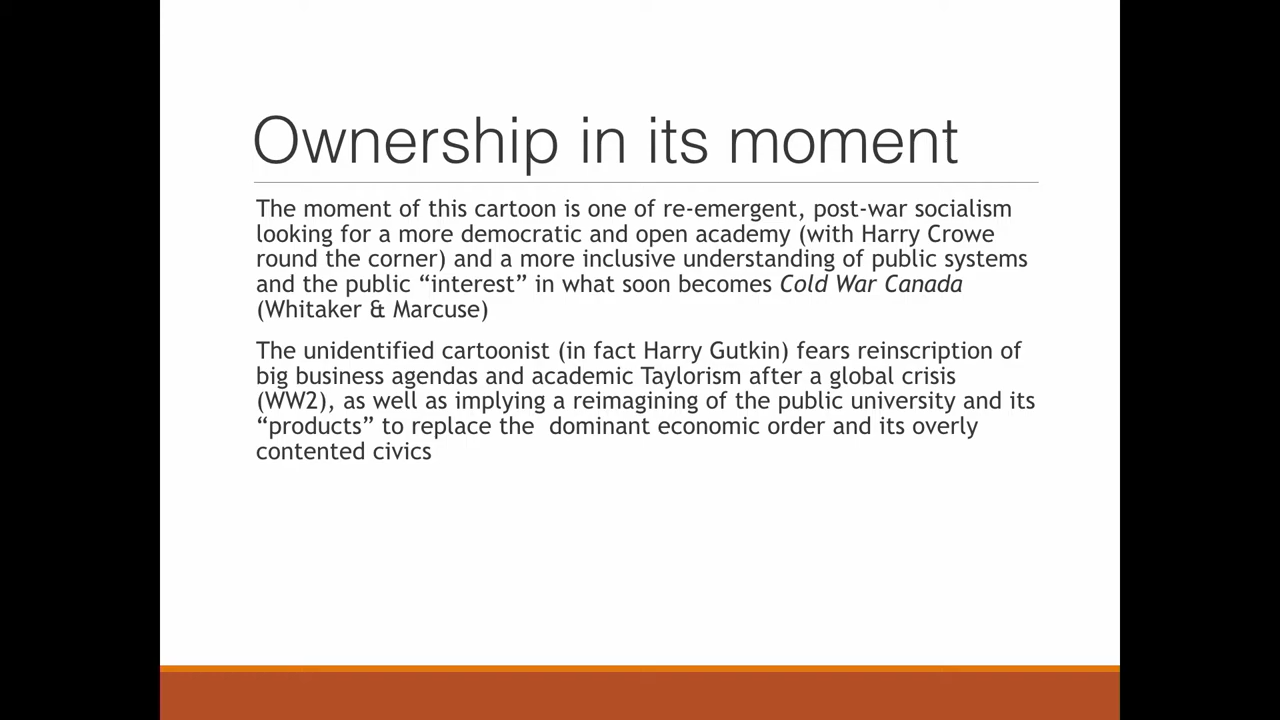 Ownership in its moment
The moment of this cartoon is one of re-emergent, post-war socialism
looking for a more democratic and open academy (with Harry Crowe
round the corner) and a more inclusive understanding of public systems
and the public “interest” in what soon becomes Cold War Canada
(Whitaker & Marcuse)
The unidentified cartoonist (in fact Harry Gutkin) fears reinscription of
big business agendas and academic Taylorism after a global crisis
(WW2), as well as implying a reimagining of the public university and its
“products” to replace the  dominant economic order and its overly
contented civics